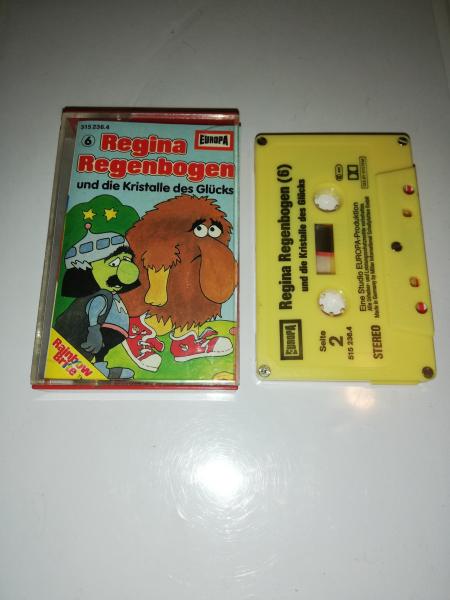 315 236.4
6 Regina
EUROPA
Regenbogen
und die Kristalle des Glücks
Rainbow
Brite
EUROPA
Seite
2
515 236.4
STEREO
Regina Regenbogen (6)
und die Kristalle des Glücks
Eine Studio EUROPA-Produktion